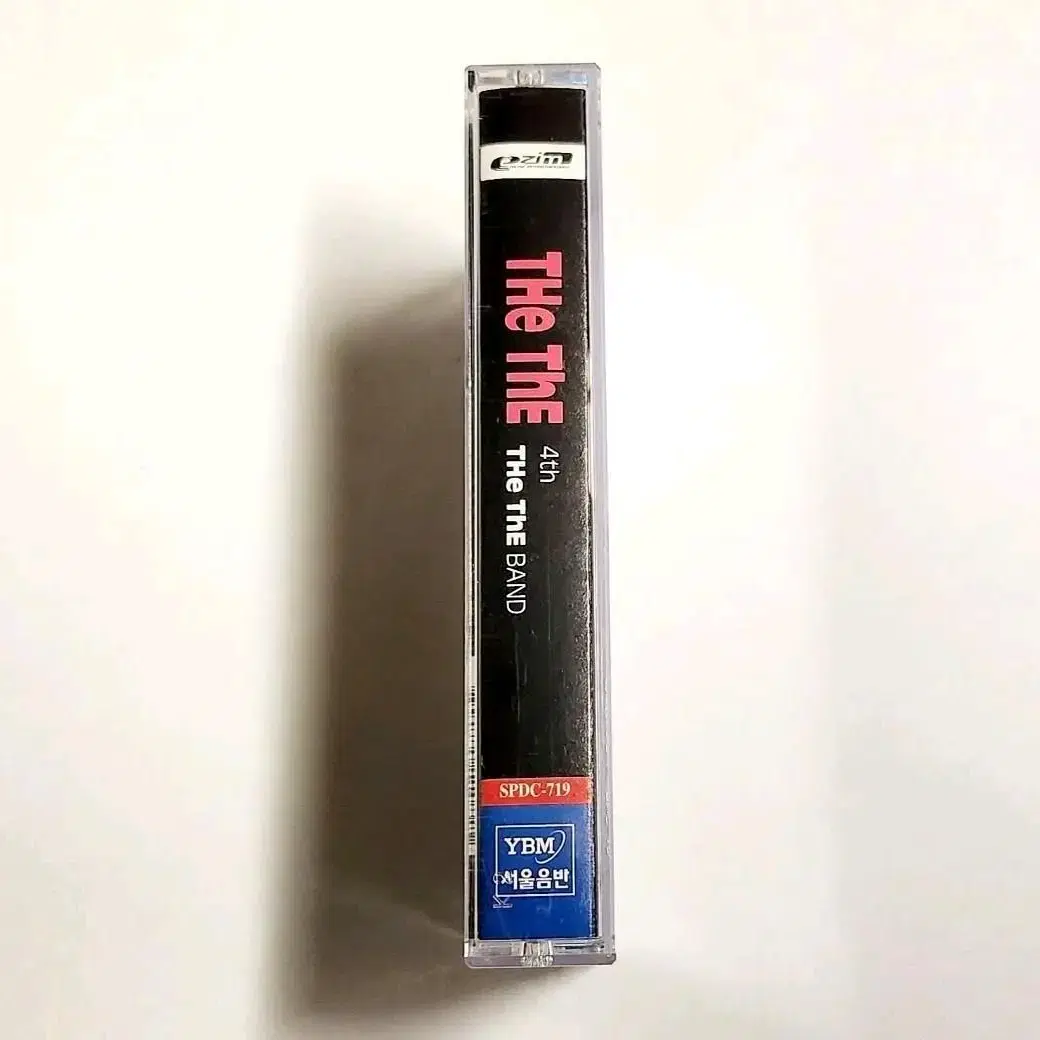 ezim
THe ThE
4th
THe ThE BAND
SPDC-719
YBM
서울음반